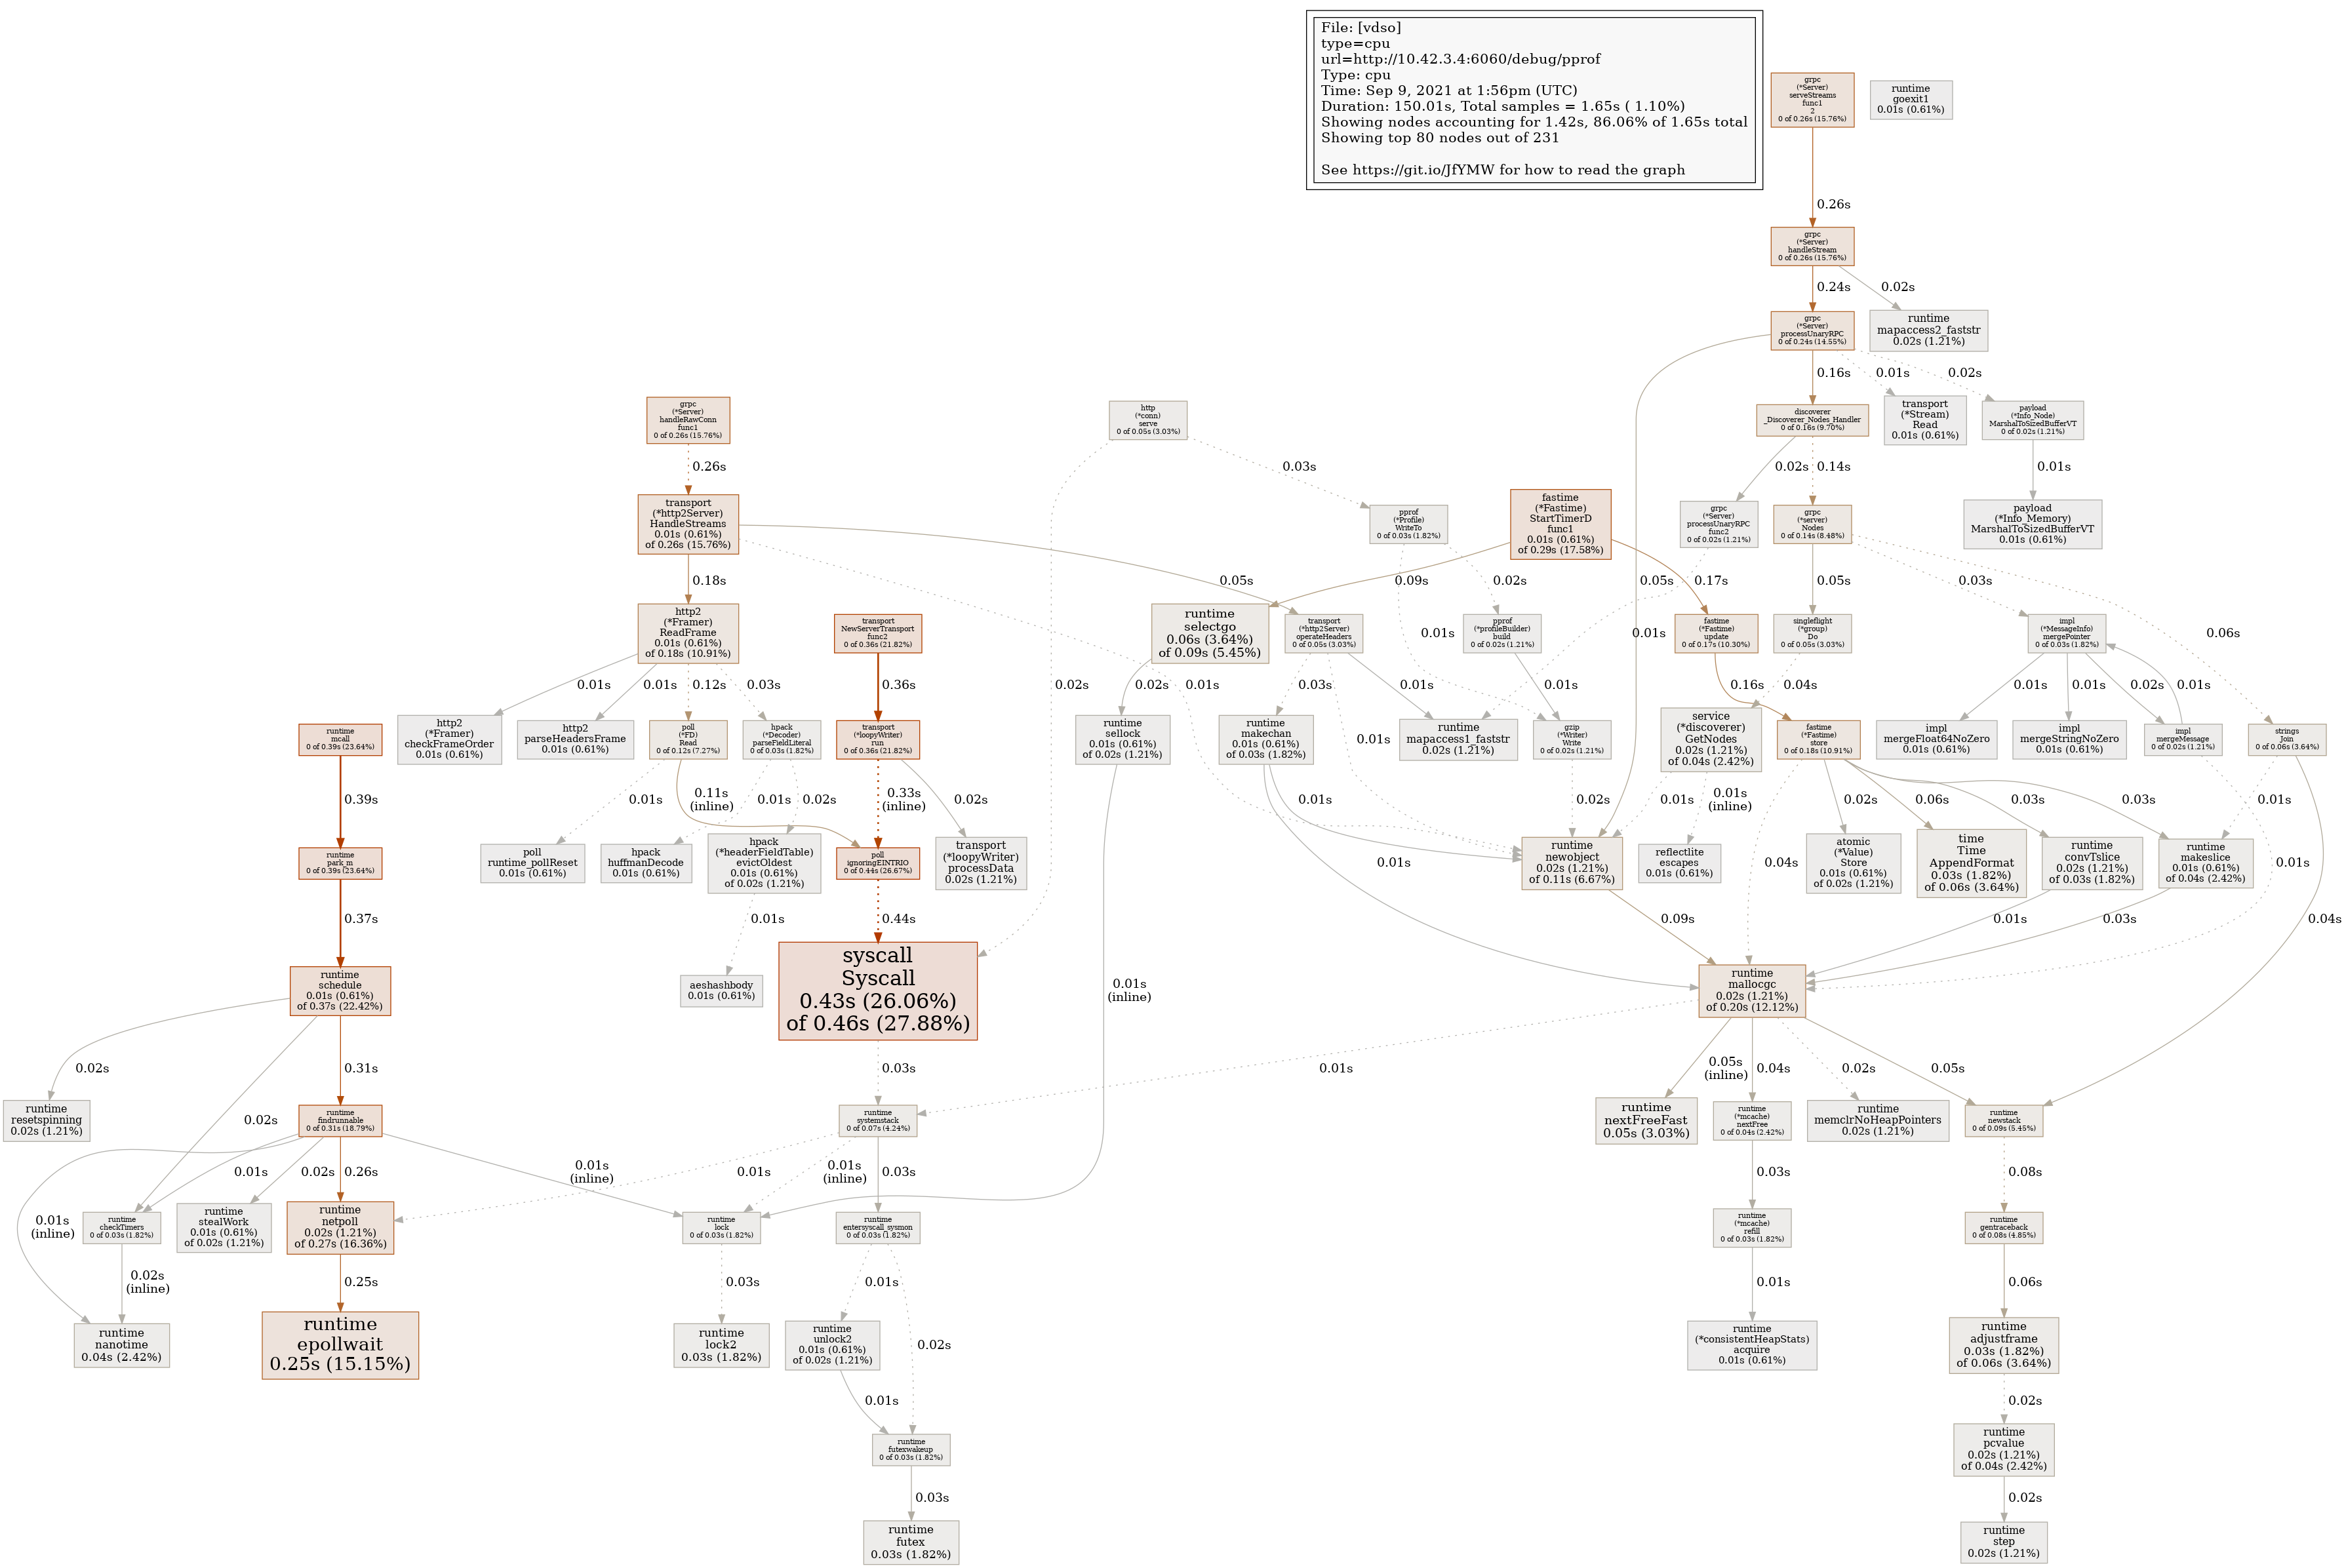 File: [vdso]
type=cpu
url=http://10.42.3.4:6060/debug/pprof
Type: cpu
Time: Sep 9, 2021 at 1:56pm (UTC)
Duration: 150.01s, Total samples = 1.65s ( 1.10%)
Showing nodes accounting for 1.42s, 86.06% of 1.65s total
Showing top 80 nodes out of 231
See https://git.io/JfYMW for how to read the graph
grpc
(*Server)
serveStreams
func1
2
0 of 0.26s (15.76%)
runtime
goexit1
0.01s (0.61%)
0.26s
grpc
(*Server)
handleStream
0 of 0.26s (15.76%)
0.24s
0.02s
grpc
(*Server)
processUnaryRPC
0 of 0.24s (14.55%)
runtime
mapaccess2_faststr
0.02s (1.21%)
0.16s
0.01s
0.02s
grpc
(*Server)
handleRawConn
func1
0 of 0.26s (15.76%)
http
(*conn)
serve
0 of 0.05s (3.03%)
discoverer
_Discoverer_Nodes_Handler
0 of 0.16s (9.70%)
transport
(*Stream)
Read
0.01s (0.61%)
payload
(*Info_Node)
MarshalToSizedBufferVT
0 of 0.02s (1.21%)
0.26s
0.03s
0.02s
0.14s
0.01s
transport
(*http2Server)
HandleStreams
0.01s (0.61%)
of 0.26s (15.76%)
pprof
(*Profile)
WriteTo
0 of 0.03s (1.82%)
fastime
(*Fastime)
StartTimerD
func1
0.01s (0.61%)
of 0.29s (17.58%)
grpc
(*Server)
processUnaryRPC
func2
0 of 0.02s (1.21%)
grpc
(*server)
Nodes
0 of 0.14s (8.48%)
payload
(*Info_Memory)
MarshalToSizedBufferVT
0.01s (0.61%)
0.18s
0.05s
0.09s
0.02s
0.05s
0.17s
0.05s
0.03s
http2
(*Framer)
ReadFrame
0.01s (0.61%)
of 0.18s (10.91%)
transport
NewServerTransport
func2
0 of 0.36s (21.82%)
runtime
selectgo
0.06s (3.64%)
of 0.09s (5.45%)
transport
(*http2Server)
operateHeaders
0 of 0.05s (3.03%)
0.01s
pprof
(*profileBuilder)
build
0 of 0.02s (1.21%)
0.01s
fastime
(*Fastime)
update
0 of 0.17s (10.30%)
singleflight
(*group)
Do
0 of 0.05s (3.03%)
impl
(*MessageInfo)
mergePointer
0 of 0.03s (1.82%)
0.06s
0.01s
0.01s
0.12s
0.03s
0.36s
0.01s
0.02s
0.02s
0.03s
0.01s
0.01s
0.16s
0.04s
0.01s
0.01s
0.02s
0.01s
runtime
mcall
0 of 0.39s (23.64%)
http2
(*Framer)
checkFrameOrder
0.01s (0.61%)
http2
parseHeadersFrame
0.01s (0.61%)
poll
(*FD)
Read
0 of 0.12s (7.27%)
hpack
(*Decoder)
parseFieldLiteral
0 of 0.03s (1.82%)
transport
(*loopyWriter)
run
0 of 0.36s (21.82%)
runtime
sellock
0.01s (0.61%)
of 0.02s (1.21%)
runtime
makechan
0.01s (0.61%)
of 0.03s (1.82%)
0.01s
runtime
mapaccess1_faststr
0.02s (1.21%)
gzip
(*Writer)
Write
0 of 0.02s (1.21%)
service
(*discoverer)
GetNodes
0.02s (1.21%)
of 0.04s (2.42%)
fastime
(*Fastime)
store
0 of 0.18s (10.91%)
impl
mergeFloat64NoZero
0.01s (0.61%)
impl
mergeStringNoZero
0.01s (0.61%)
impl
mergeMessage
0 of 0.02s (1.21%)
strings
Join
0 of 0.06s (3.64%)
0.39s
0.01s
0.11s
(inline)
0.01s
0.02s
0.33s
(inline)
0.02s
0.01s
0.02s
0.01s
0.01s
(inline)
0.02s
0.06s
0.03s
0.03s
0.01s
runtime
park_m
0 of 0.39s (23.64%)
poll
runtime_pollReset
0.01s (0.61%)
hpack
huffmanDecode
0.01s (0.61%)
hpack
(*headerFieldTable)
evictOldest
0.01s (0.61%)
of 0.02s (1.21%)
poll
ignoringEINTRIO
0 of 0.44s (26.67%)
transport
(*loopyWriter)
processData
0.02s (1.21%)
0.01s
runtime
newobject
0.02s (1.21%)
of 0.11s (6.67%)
reflectlite
escapes
0.01s (0.61%)
0.04s
atomic
(*Value)
Store
0.01s (0.61%)
of 0.02s (1.21%)
time
Time
AppendFormat
0.03s (1.82%)
of 0.06s (3.64%)
runtime
convTslice
0.02s (1.21%)
of 0.03s (1.82%)
runtime
makeslice
0.01s (0.61%)
of 0.04s (2.42%)
0.01s
0.37s
0.01s
0.44s
0.09s
0.01s
0.03s
0.04s
runtime
schedule
0.01s (0.61%)
of 0.37s (22.42%)
aeshashbody
0.01s (0.61%)
syscall
Syscall
0.43s (26.06%)
of 0.46s (27.88%)
0.01s
(inline)
runtime
mallocgc
0.02s (1.21%)
of 0.20s (12.12%)
0.02s
0.31s
0.03s
0.01s
0.05s
(inline)
0.04s
0.02s
0.05s
runtime
resetspinning
0.02s (1.21%)
0.02s
runtime
findrunnable
0 of 0.31s (18.79%)
runtime
systemstack
0 of 0.07s (4.24%)
runtime
nextFreeFast
0.05s (3.03%)
runtime
(*mcache)
nextFree
0 of 0.04s (2.42%)
runtime
memclrNoHeapPointers
0.02s (1.21%)
runtime
newstack
0 of 0.09s (5.45%)
0.01s
0.02s
0.26s
0.01s
(inline)
0.01s
0.01s
(inline)
0.03s
0.03s
0.08s
0.01s
(inline)
runtime
checkTimers
0 of 0.03s (1.82%)
runtime
stealWork
0.01s (0.61%)
of 0.02s (1.21%)
runtime
netpoll
0.02s (1.21%)
of 0.27s (16.36%)
runtime
lock
0 of 0.03s (1.82%)
runtime
entersyscall_sysmon
0 of 0.03s (1.82%)
runtime
(*mcache)
refill
0 of 0.03s (1.82%)
runtime
gentraceback
0 of 0.08s (4.85%)
0.02s
(inline)
0.25s
0.03s
0.01s
0.02s
0.01s
0.06s
runtime
nanotime
0.04s (2.42%)
runtime
epollwait
0.25s (15.15%)
runtime
lock2
0.03s (1.82%)
runtime
unlock2
0.01s (0.61%)
of 0.02s (1.21%)
runtime
(*consistentHeapStats)
acquire
0.01s (0.61%)
runtime
adjustframe
0.03s (1.82%)
of 0.06s (3.64%)
0.01s
0.02s
runtime
futexwakeup
0 of 0.03s (1.82%)
runtime
pcvalue
0.02s (1.21%)
of 0.04s (2.42%)
0.03s
0.02s
runtime
futex
0.03s (1.82%)
runtime
step
0.02s (1.21%)